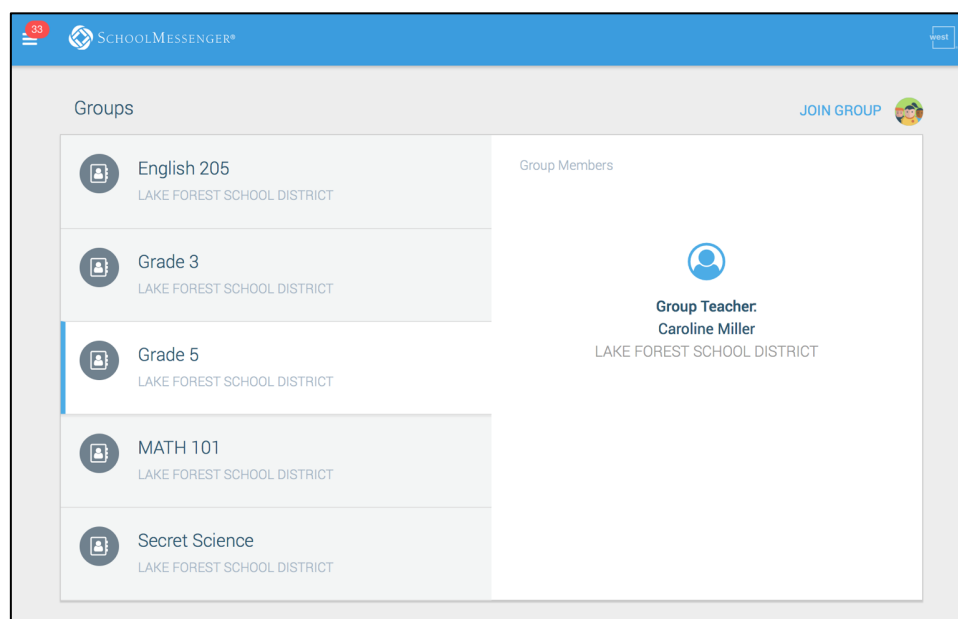 33
SCHOOLMESSENGER®
west
Groups
JOIN GROUP
English 205
LAKE FOREST SCHOOL DISTRICT
Grade 3
LAKE FOREST SCHOOL DISTRICT
Grade 5
LAKE FOREST SCHOOL DISTRICT
MATH 101
LAKE FOREST SCHOOL DISTRICT
Secret Science
LAKE FOREST SCHOOL DISTRICT
Group Members
Group Teacher:
Caroline Miller
LAKE FOREST SCHOOL DISTRICT